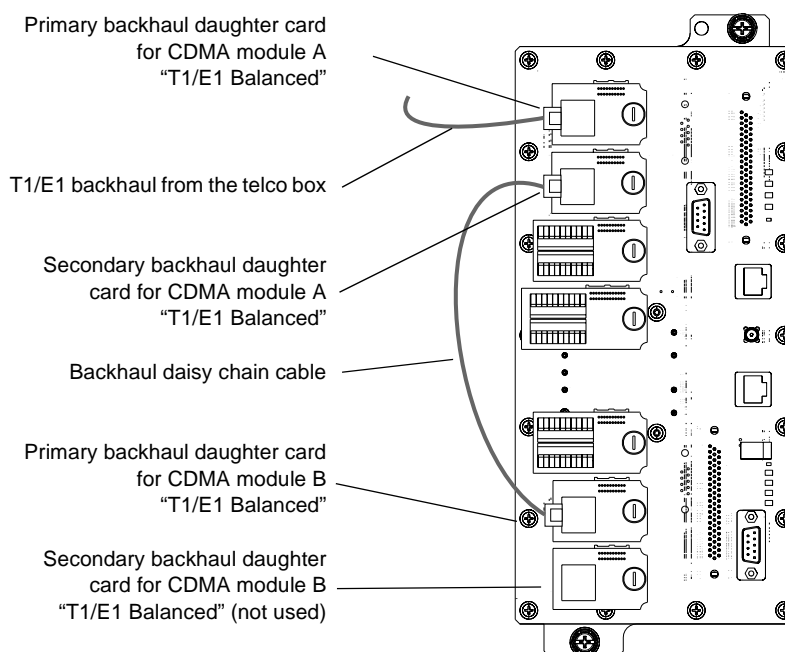 Primary backhaul daughter card
for CDMA module A
“T1/E1 Balanced”
T1/E1 backhaul from the telco box
Secondary backhaul daughter
card for CDMA module A
“T1/E1 Balanced”
Backhaul daisy chain cable
Primary backhaul daughter card
for CDMA module B
“T1/E1 Balanced”
Secondary backhaul daughter
card for CDMA module B
“T1/E1 Balanced” (not used)